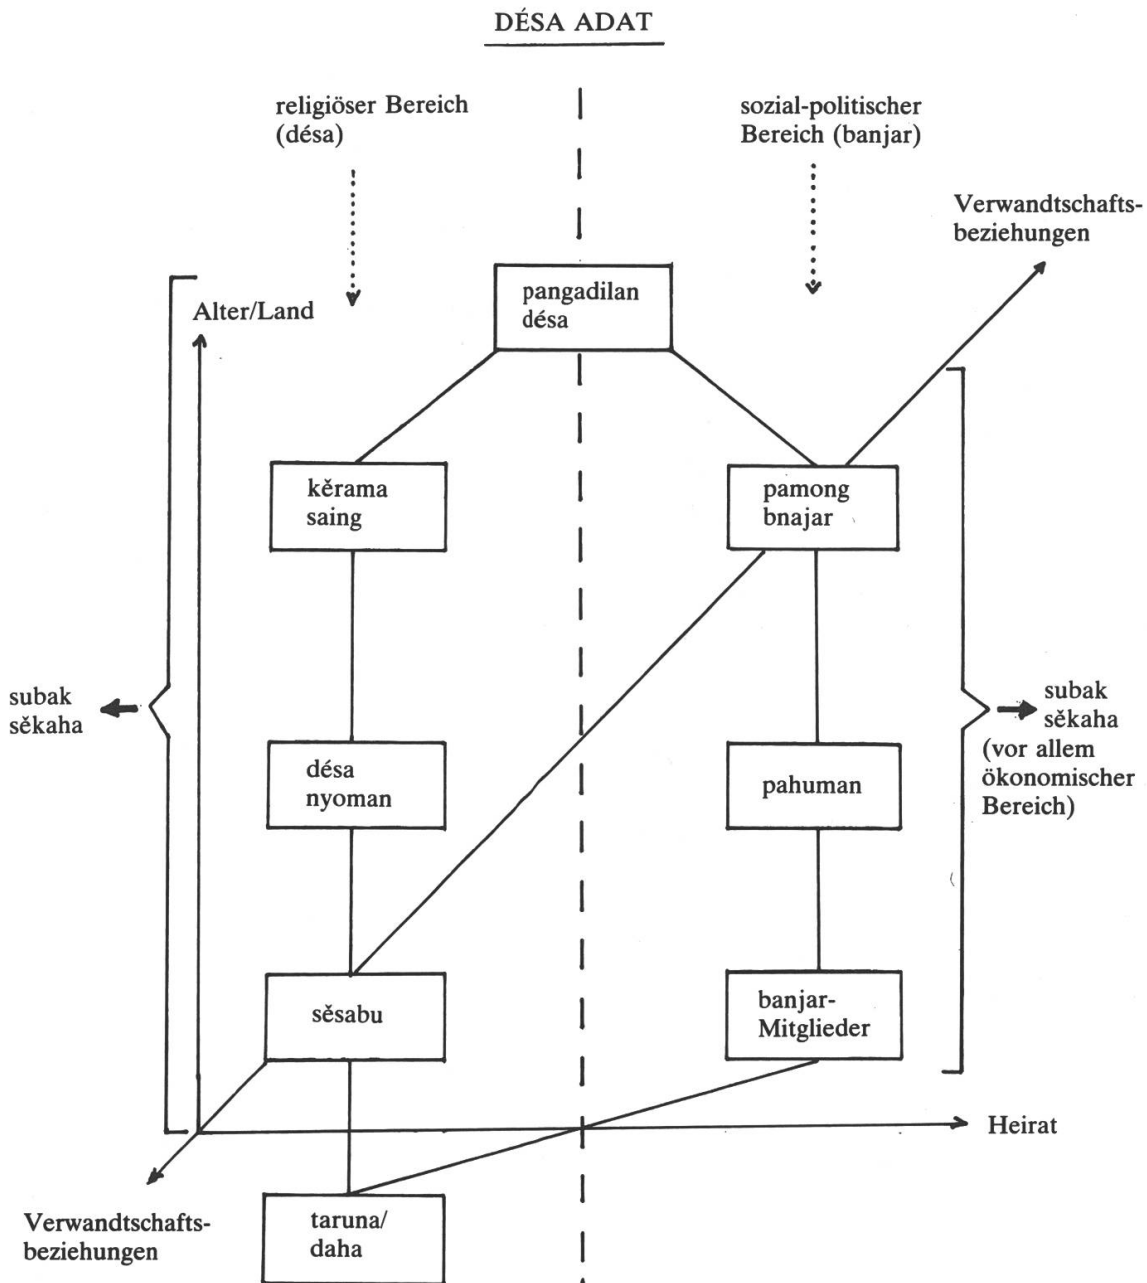 DÉSA ADAT
religiöser Bereich
(désa)
sozial-politischer
Bereich (banjar)
Verwandtschafts-
beziehungen
Alter/Land
pangadilan
désa
kĕrama
saing
pamong
bnajar
subak
sĕkaha
subak
sĕkaha
(vor allem
ökonomischer
Bereich)
désa
nyoman
pahuman
sĕsabu
banjar-
Mitglieder
Heirat
Verwandtschafts-
beziehungen
taruna/
daha